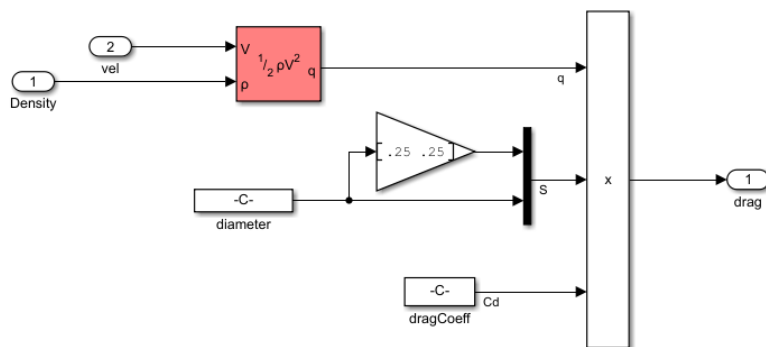 2
vel
1
Density
V
ρ
1/2 ρV²
q
q
[.25 .25]
-C-
diameter
S
x
1
drag
-C-
dragCoeff
Cd